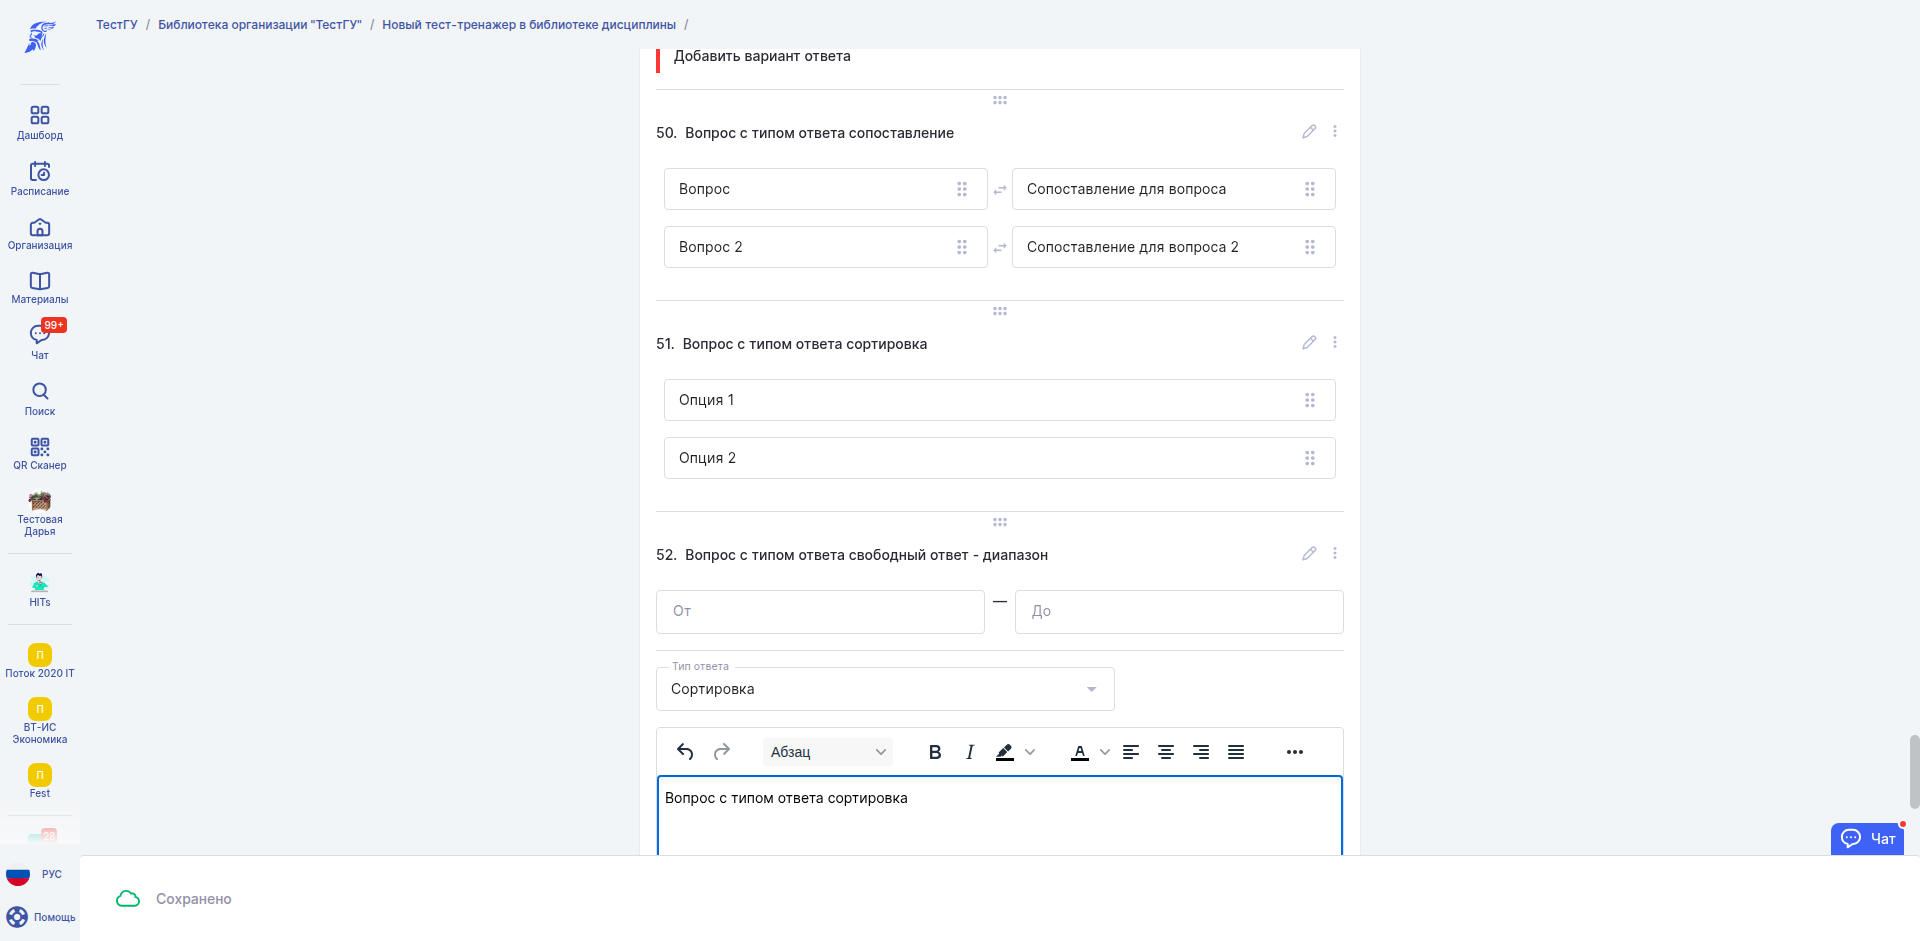 ТестГУ / Библиотека организации "ТестГУ" / Новый тест-тренажер в библиотеке дисциплины /
Дашборд
Расписание
Организация
Материалы
99+
Чат
Поиск
QR Сканер
Тестовая
Дарья
HITs
П
Поток 2020 IT
П
ВТ-ИС
Экономика
П
Fest
28
РУС
Помощь
Добавить вариант ответа
50. Вопрос с типом ответа сопоставление
Вопрос
Сопоставление для вопроса
Вопрос 2
Сопоставление для вопроса 2
51. Вопрос с типом ответа сортировка
Опция 1
Опция 2
52. Вопрос с типом ответа свободный ответ - диапазон
От — До
Тип ответа
Сортировка
Абзац B I A
Вопрос с типом ответа сортировка
Чат
Сохранено